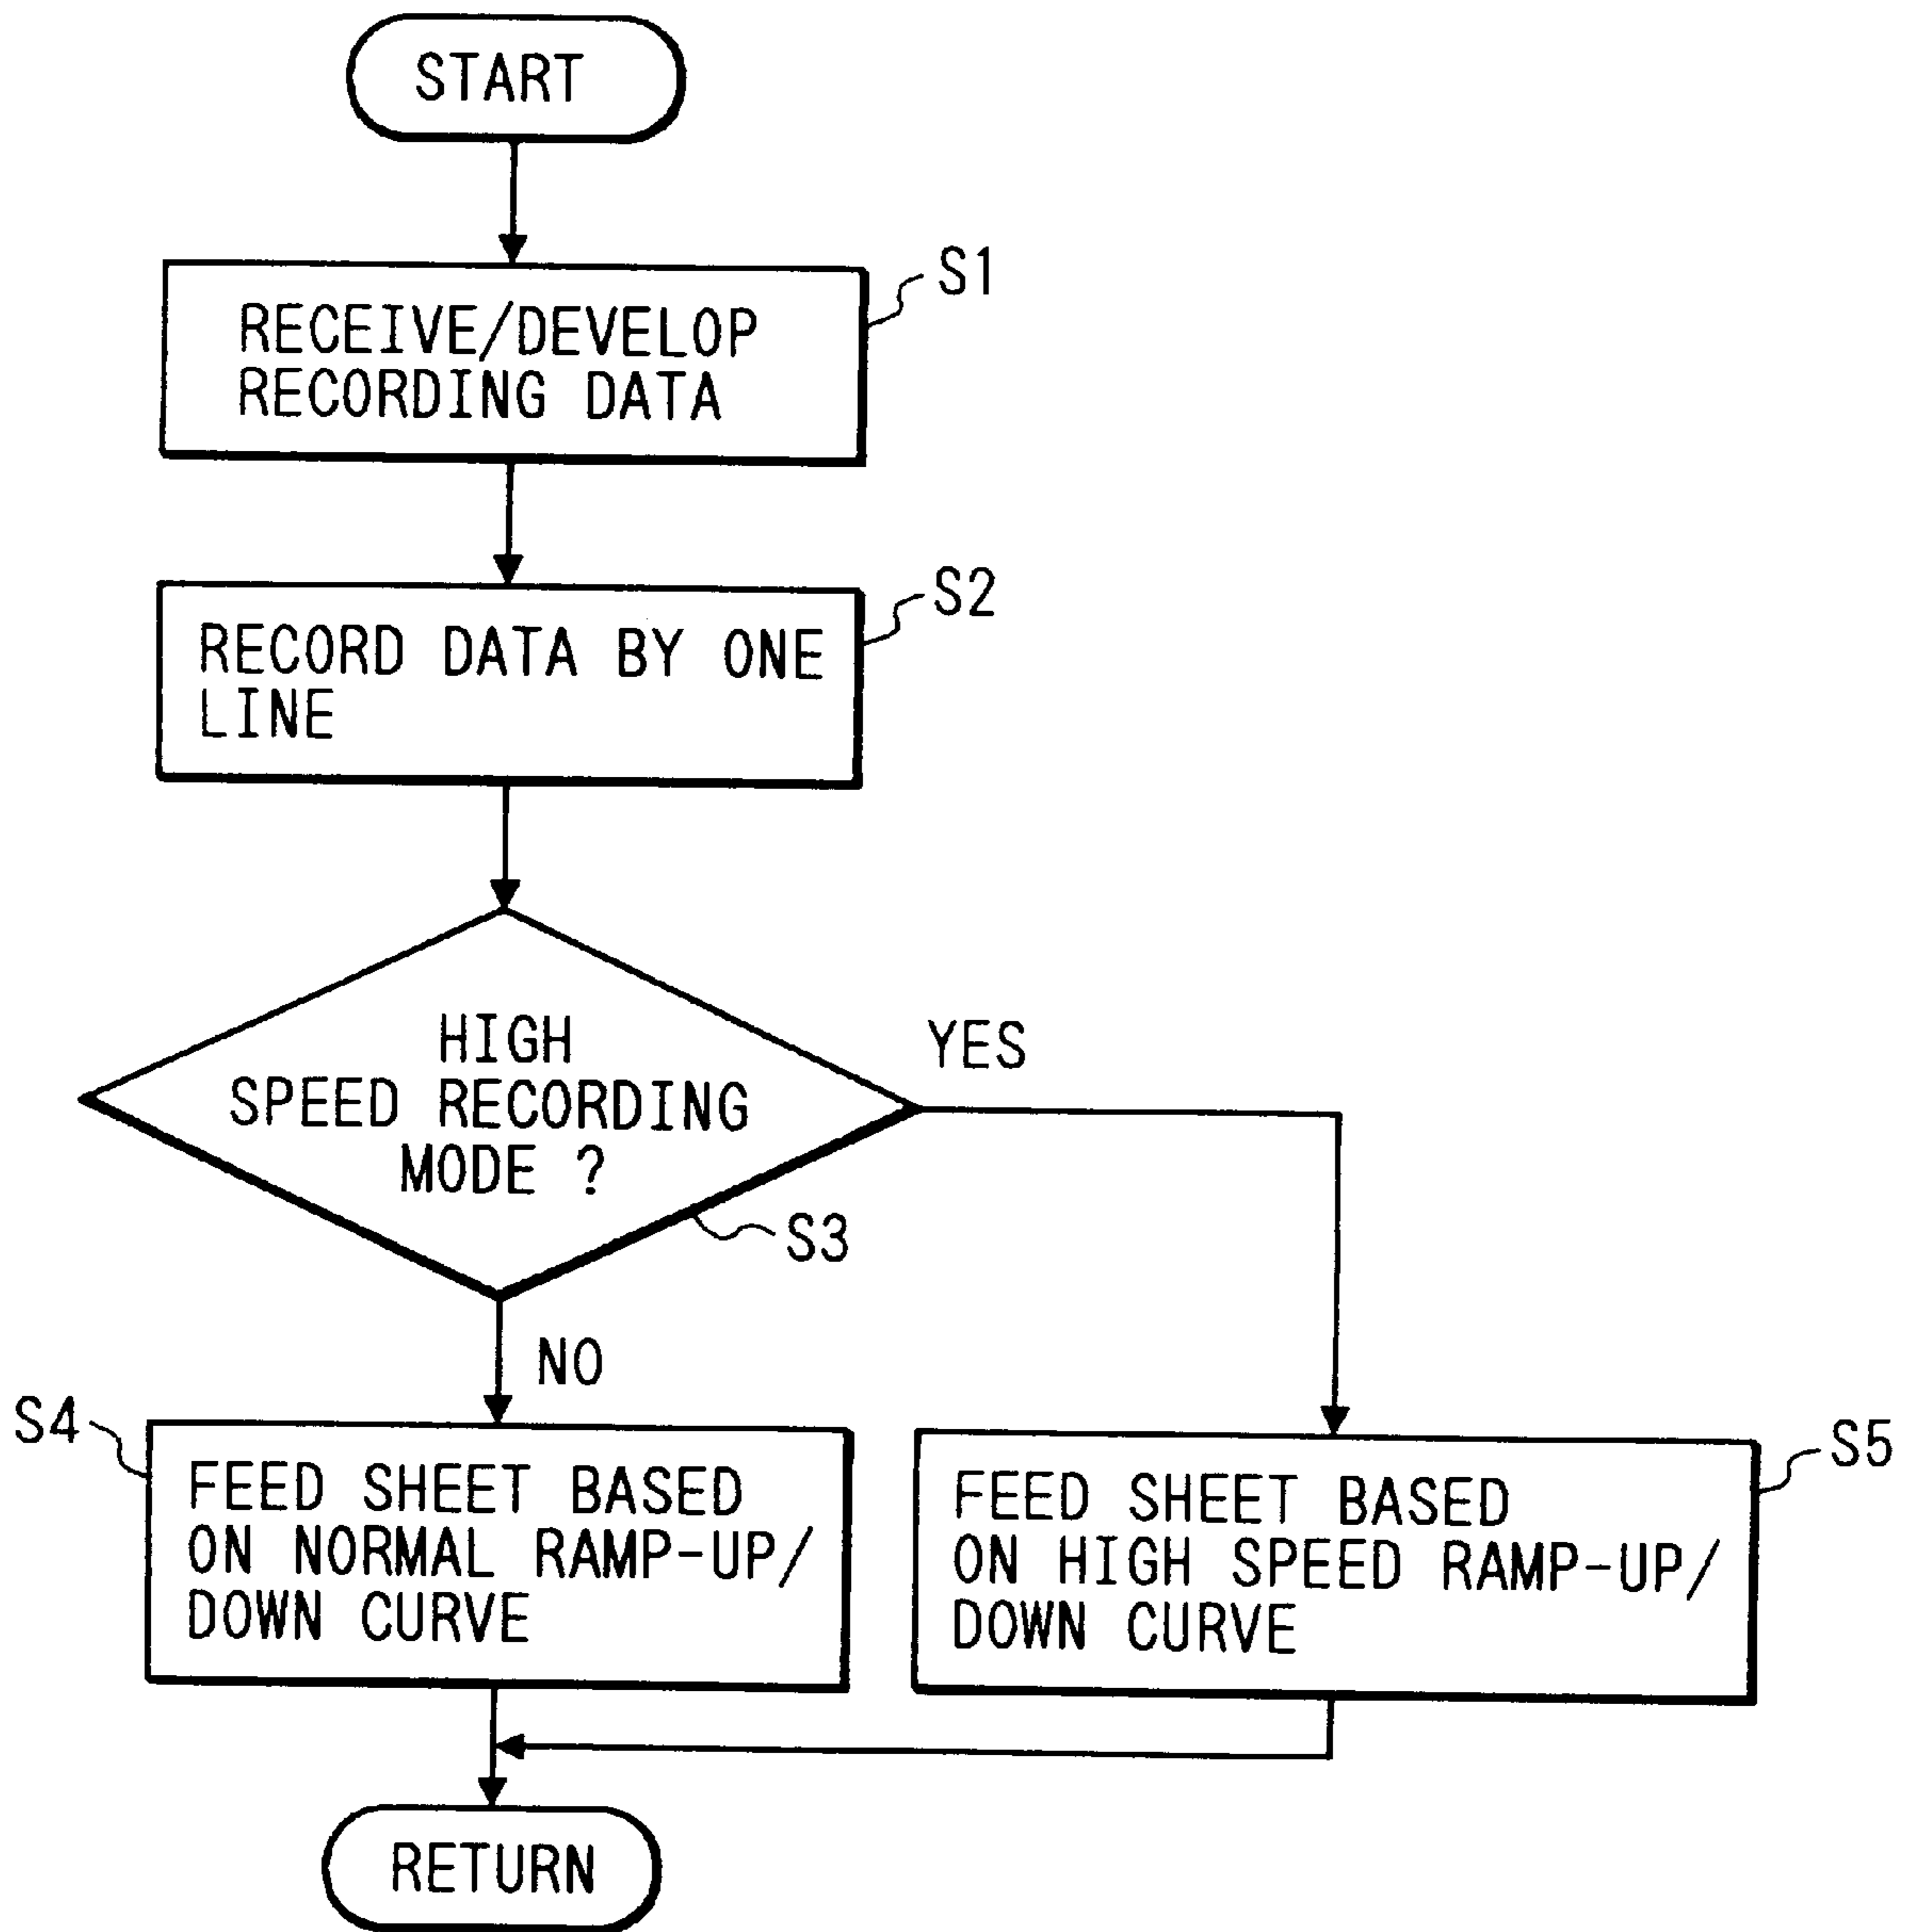 START
S1
RECEIVE/DEVELOP
RECORDING DATA
S2
RECORD DATA BY ONE
LINE
HIGH
SPEED RECORDING
MODE ?
YES
S3
NO
S4
FEED SHEET BASED
ON NORMAL RAMP-UP/
DOWN CURVE
S5
FEED SHEET BASED
ON HIGH SPEED RAMP-UP/
DOWN CURVE
RETURN